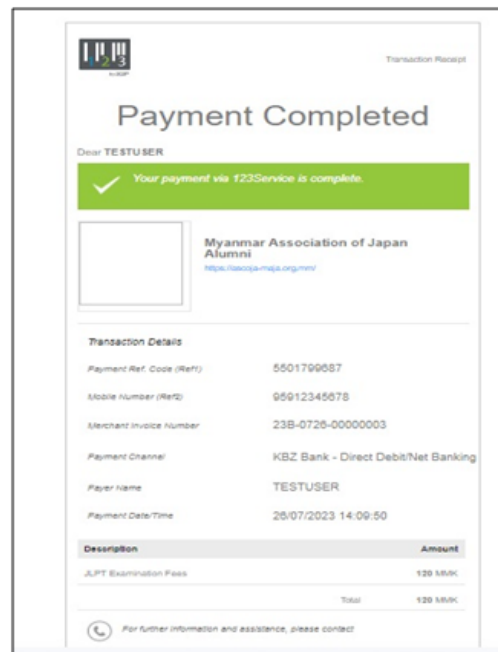 123
by 2C2P
Transaction Receipt
Payment Completed
Dear TESTUSER
Your payment via 123Service is complete.
Myanmar Association of Japan
Alumni
https://ascoja-maja.org.mm/
Transaction Details
Payment Ref. Code (Ref1) 5501799687
Mobile Number (Ref2) 95912345678
Merchant Invoice Number 23B-0726-00000003
Payment Channel KBZ Bank - Direct Debit/Net Banking
Payer Name TESTUSER
Payment Date/Time 26/07/2023 14:09:50
Description Amount
JLPT Examination Fees 120 MMK
Total 120 MMK
For further information and assistance, please contact